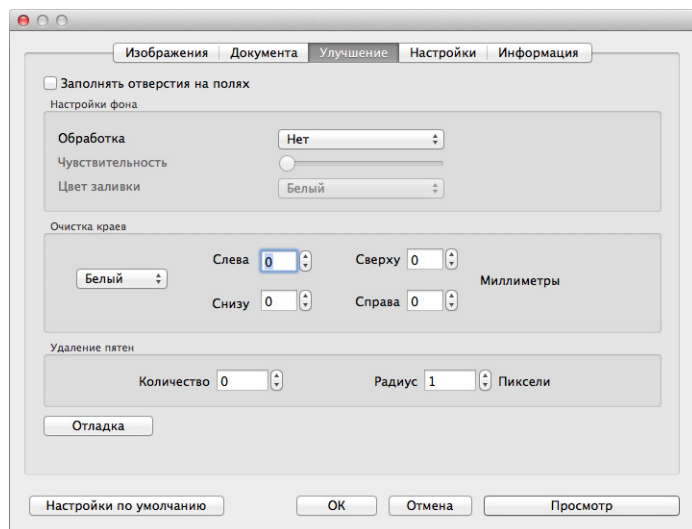 Изображения Документа Улучшение Настройки Информация
Заполнять отверстия на полях
Настройки фона
Обработка Нет
Чувствительность
Цвет заливки Белый
Очистка краев
Слева 0 Сверху 0
Белый Миллиметры
Снизу 0 Справа 0
Удаление пятен
Количество 0 Радиус 1 Пиксели
Отладка
Настройки по умолчанию ОК Отмена Просмотр